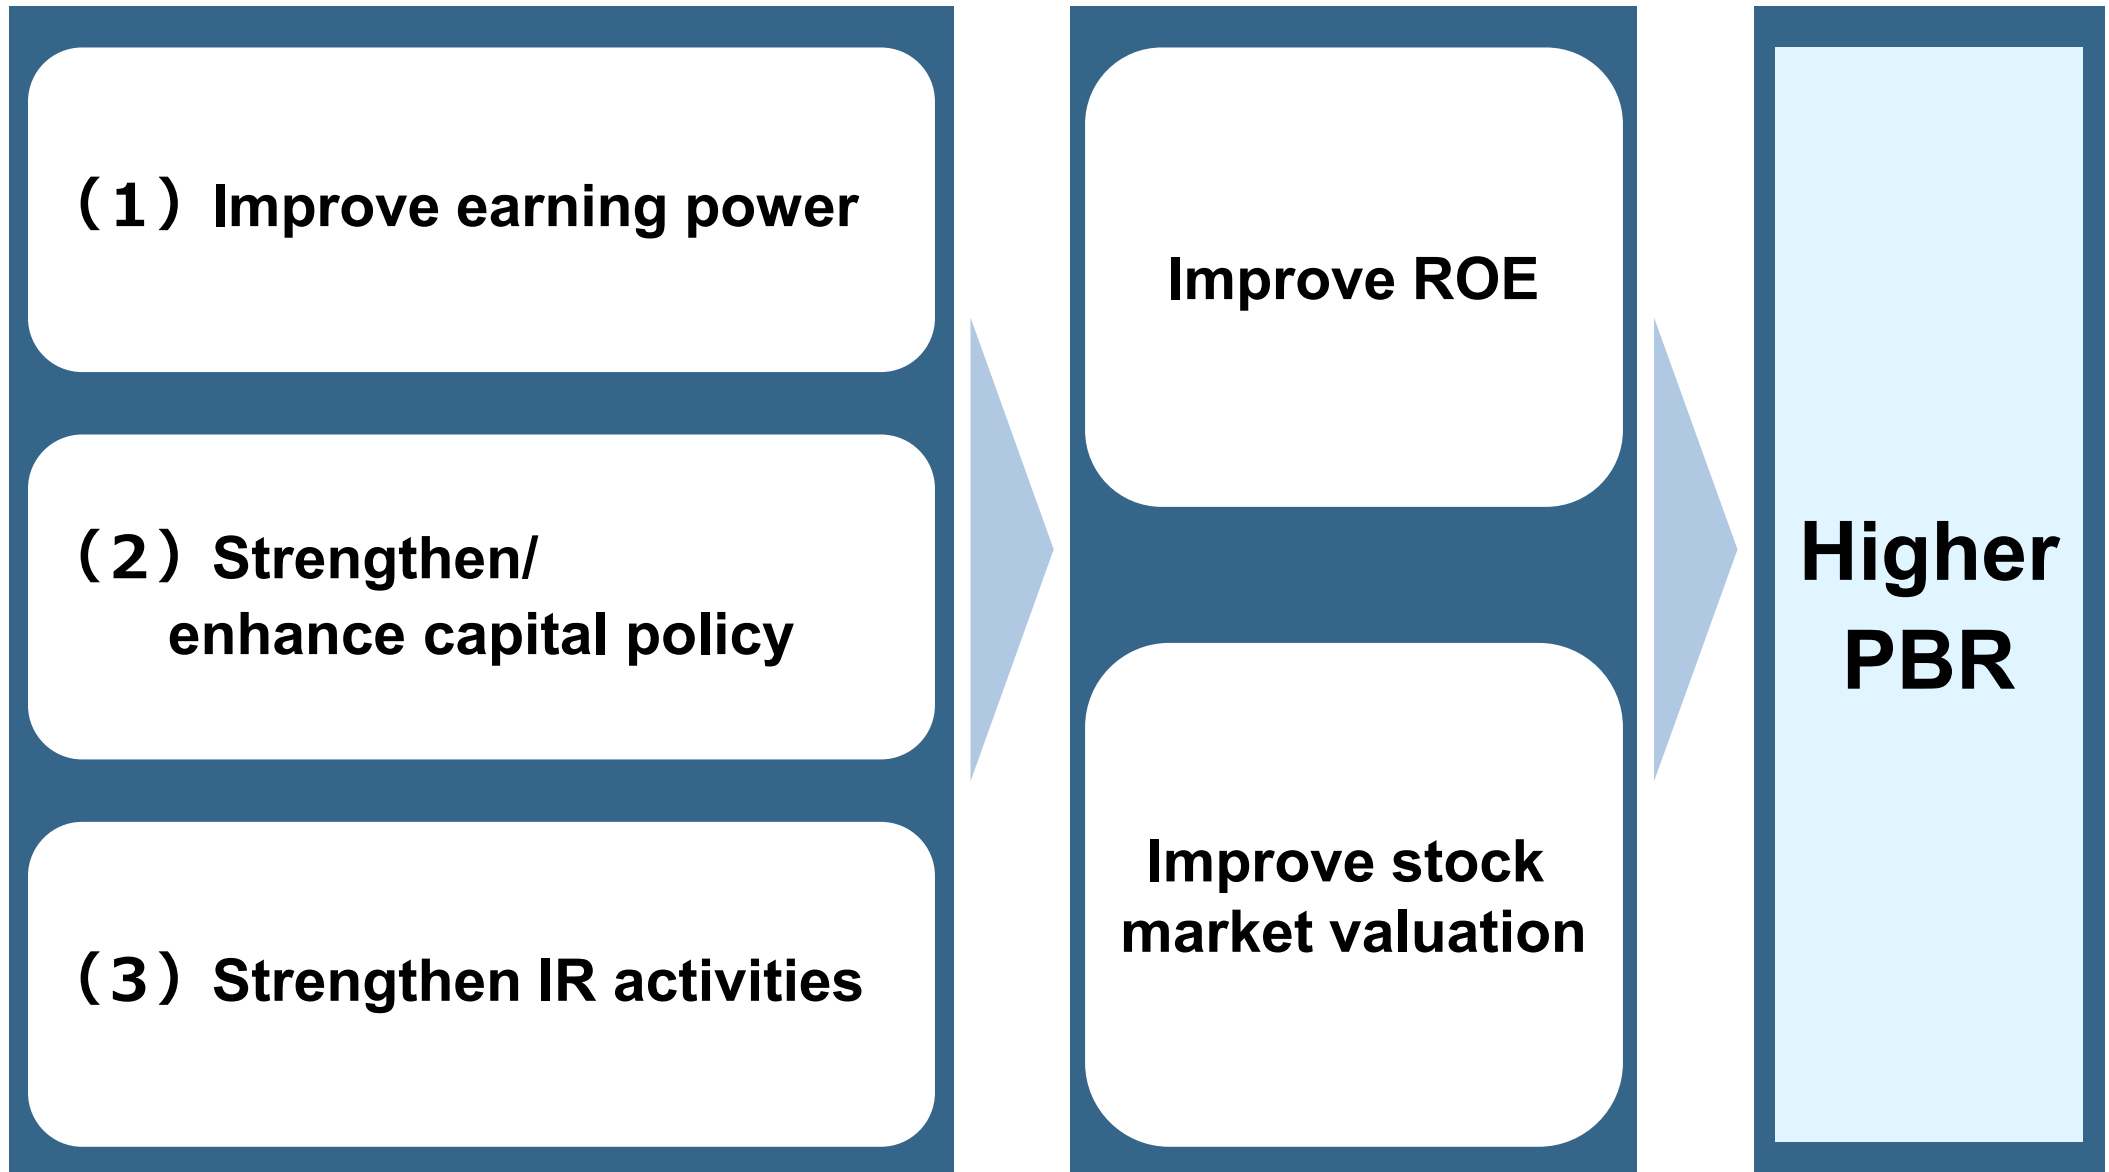 （1）Improve earning power
（2）Strengthen/
enhance capital policy
（3）Strengthen IR activities
Improve ROE
Improve stock
market valuation
Higher
PBR